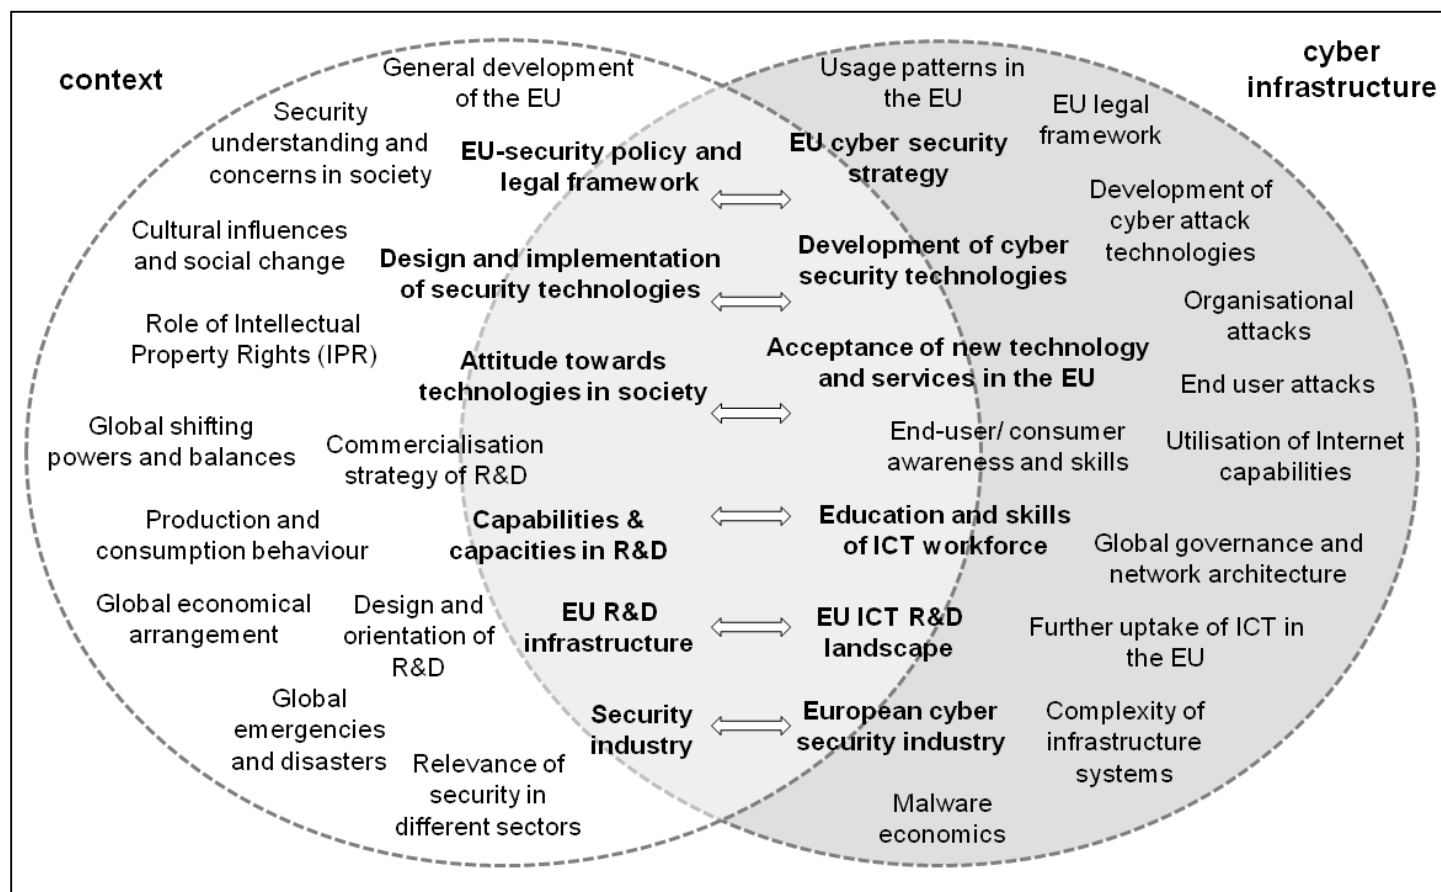 context
cyber
infrastructure
General development
of the EU
Usage patterns in
the EU
EU legal
framework
Security
understanding and
concerns in society
EU-security policy and
legal framework
EU cyber security
strategy
Development of
cyber attack
technologies
Cultural influences
and social change
Design and implementation
of security technologies
Development of cyber
security technologies
Organisational
attacks
Role of Intellectual
Property Rights (IPR)
Attitude towards
technologies in society
Acceptance of new technology
and services in the EU
End user attacks
Global shifting
powers and balances
Commercialisation
strategy of R&D
End-user/ consumer
awareness and skills
Utilisation of Internet
capabilities
Production and
consumption behaviour
Capabilities &
capacities in R&D
Education and skills
of ICT workforce
Global governance and
network architecture
Global economical
arrangement
Design and
orientation of
R&D
EU R&D
infrastructure
EU ICT R&D
landscape
Further uptake of ICT in
the EU
Global
emergencies
and disasters
Security
industry
European cyber
security industry
Complexity of
infrastructure
systems
Relevance of
security in
different sectors
Malware
economics